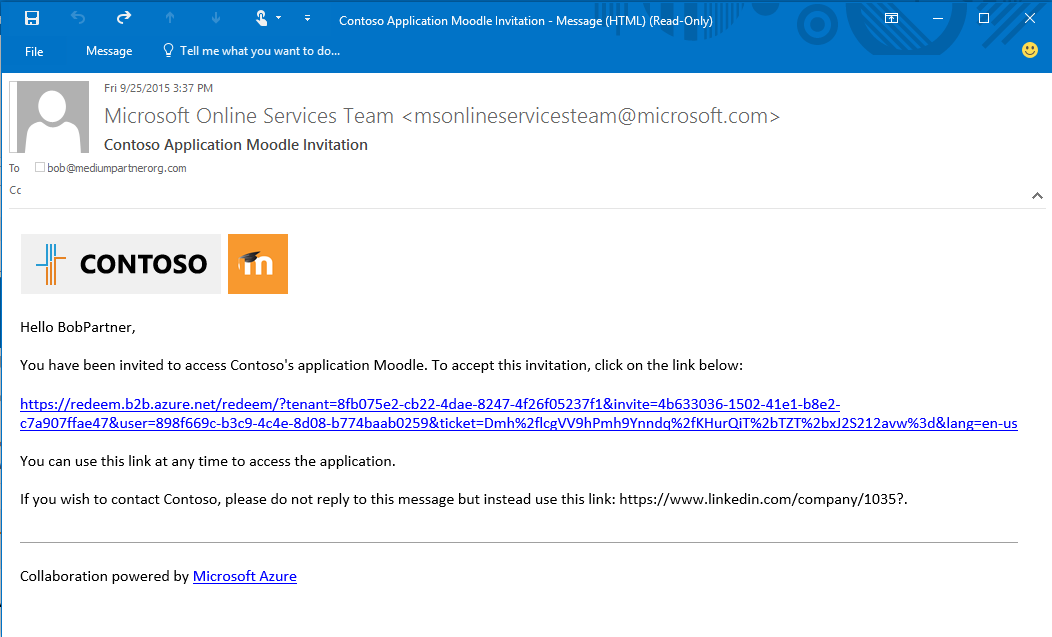 Contoso Application Moodle Invitation - Message (HTML) (Read-Only)
File Message Tell me what you want to do...
Fri 9/25/2015 3:37 PM
Microsoft Online Services Team <msonlineservicesteam@microsoft.com>
Contoso Application Moodle Invitation
To bob@mediumpartnerorg.com
Cc
CONTOSO m
Hello BobPartner,
You have been invited to access Contoso's application Moodle. To accept this invitation, click on the link below:
https://redeem.b2b.azure.net/redeem/?tenant=8fb075e2-cb22-4dae-8247-4f26f05237f1&invite=4b633036-1502-41e1-b8e2-
c7a907ffae47&user=898f669c-b3c9-4c4e-8d08-b774baab0259&ticket=Dmh%2flcgVV9hPmh9Ynndq%2fKHurQiT%2bTZT%2bxJ2S212avw%3d&lang=en-us
You can use this link at any time to access the application.
If you wish to contact Contoso, please do not reply to this message but instead use this link: https://www.linkedin.com/company/1035?.
Collaboration powered by Microsoft Azure